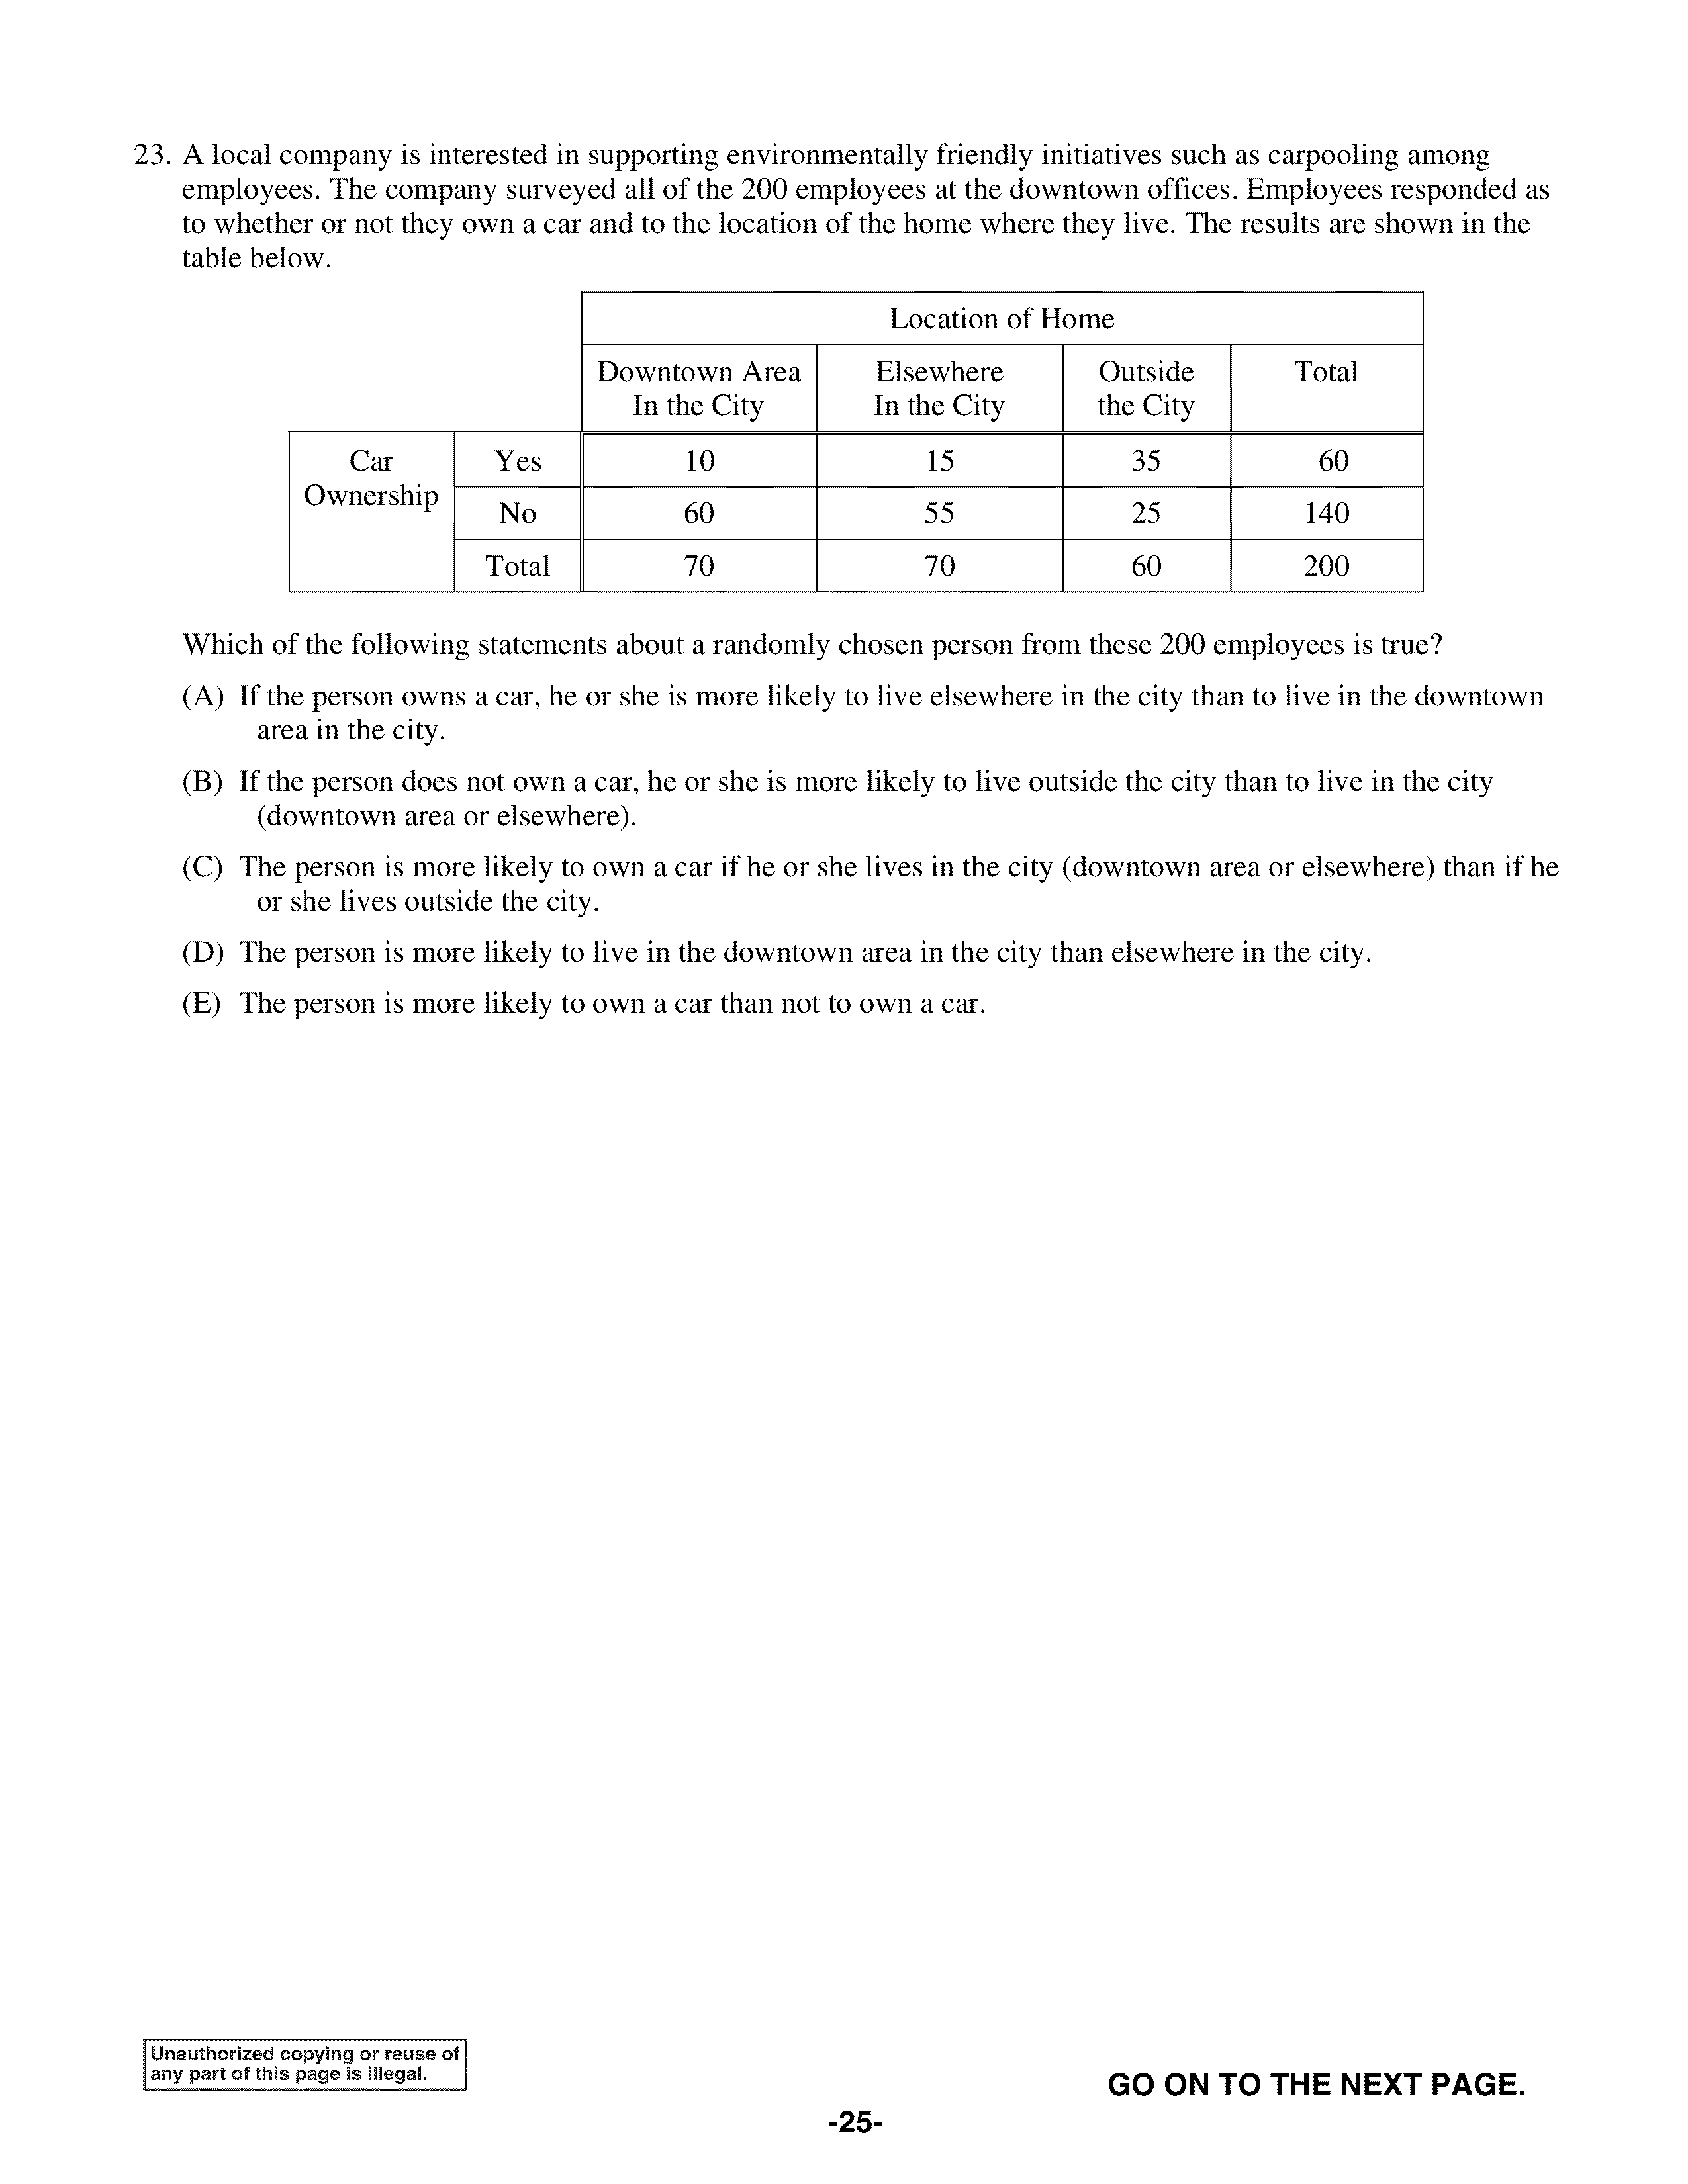 23. A local company is interested in supporting environmentally friendly initiatives such as carpooling among
employees. The company surveyed all of the 200 employees at the downtown offices. Employees responded as
to whether or not they own a car and to the location of the home where they live. The results are shown in the
table below.
Location of Home
Downtown Area In the City Elsewhere In the City Outside the City Total
Car Ownership Yes 10 15 35 60
No 60 55 25 140
Total 70 70 60 200
Which of the following statements about a randomly chosen person from these 200 employees is true?
(A) If the person owns a car, he or she is more likely to live elsewhere in the city than to live in the downtown
area in the city.
(B) If the person does not own a car, he or she is more likely to live outside the city than to live in the city
(downtown area or elsewhere).
(C) The person is more likely to own a car if he or she lives in the city (downtown area or elsewhere) than if he
or she lives outside the city.
(D) The person is more likely to live in the downtown area in the city than elsewhere in the city.
(E) The person is more likely to own a car than not to own a car.
Unauthorized copying or reuse of
any part of this page is illegal.
GO ON TO THE NEXT PAGE.
-25-